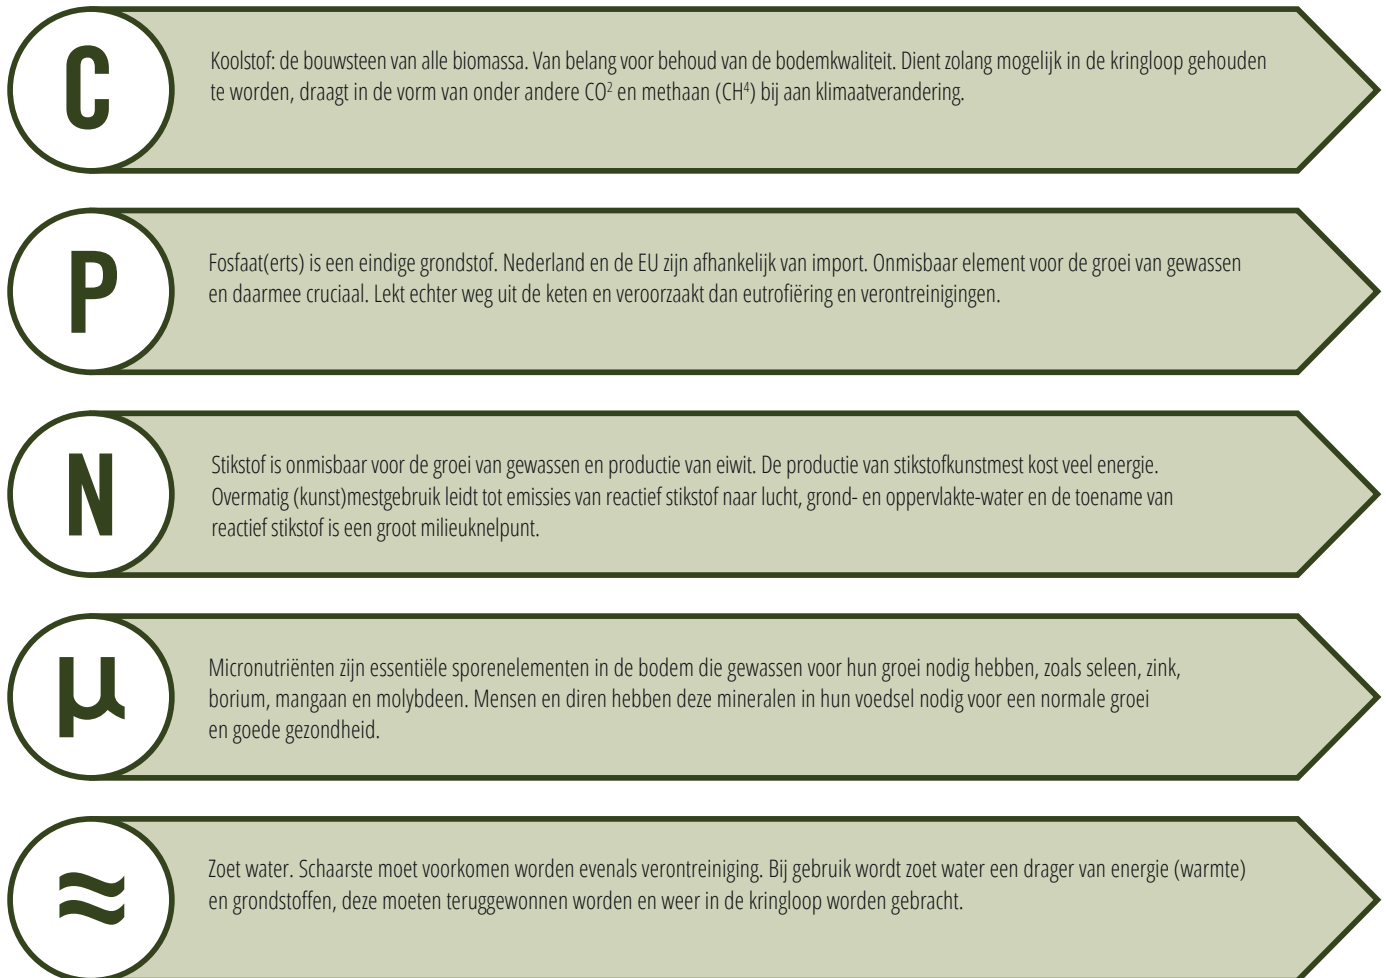 C
Koolstof: de bouwsteen van alle biomassa. Van belang voor behoud van de bodemkwaliteit. Dient zolang mogelijk in de kringloop gehouden
te worden, draagt in de vorm van onder andere CO² en methaan (CH⁴) bij aan klimaatverandering.
P
Fosfaat(erts) is een eindige grondstof. Nederland en de EU zijn afhankelijk van import. Onmisbaar element voor de groei van gewassen
en daarmee cruciaal. Lekt echter weg uit de keten en veroorzaakt dan eutrofiëring en verontreinigingen.
N
Stikstof is onmisbaar voor de groei van gewassen en productie van eiwit. De productie van stikstofkunstmest kost veel energie.
Overmatig (kunst)mestgebruik leidt tot emissies van reactief stikstof naar lucht, grond- en oppervlakte-water en de toename van
reactief stikstof is een groot milieuknelpunt.
µ
Micronutriënten zijn essentiële sporenelementen in de bodem die gewassen voor hun groei nodig hebben, zoals seleen, zink,
borium, mangaan en molybdeen. Mensen en diren hebben deze mineralen in hun voedsel nodig voor een normale groei
en goede gezondheid.
≈
Zoet water. Schaarste moet voorkomen worden evenals verontreiniging. Bij gebruik wordt zoet water een drager van energie (warmte)
en grondstoffen, deze moeten teruggewonnen worden en weer in de kringloop worden gebracht.